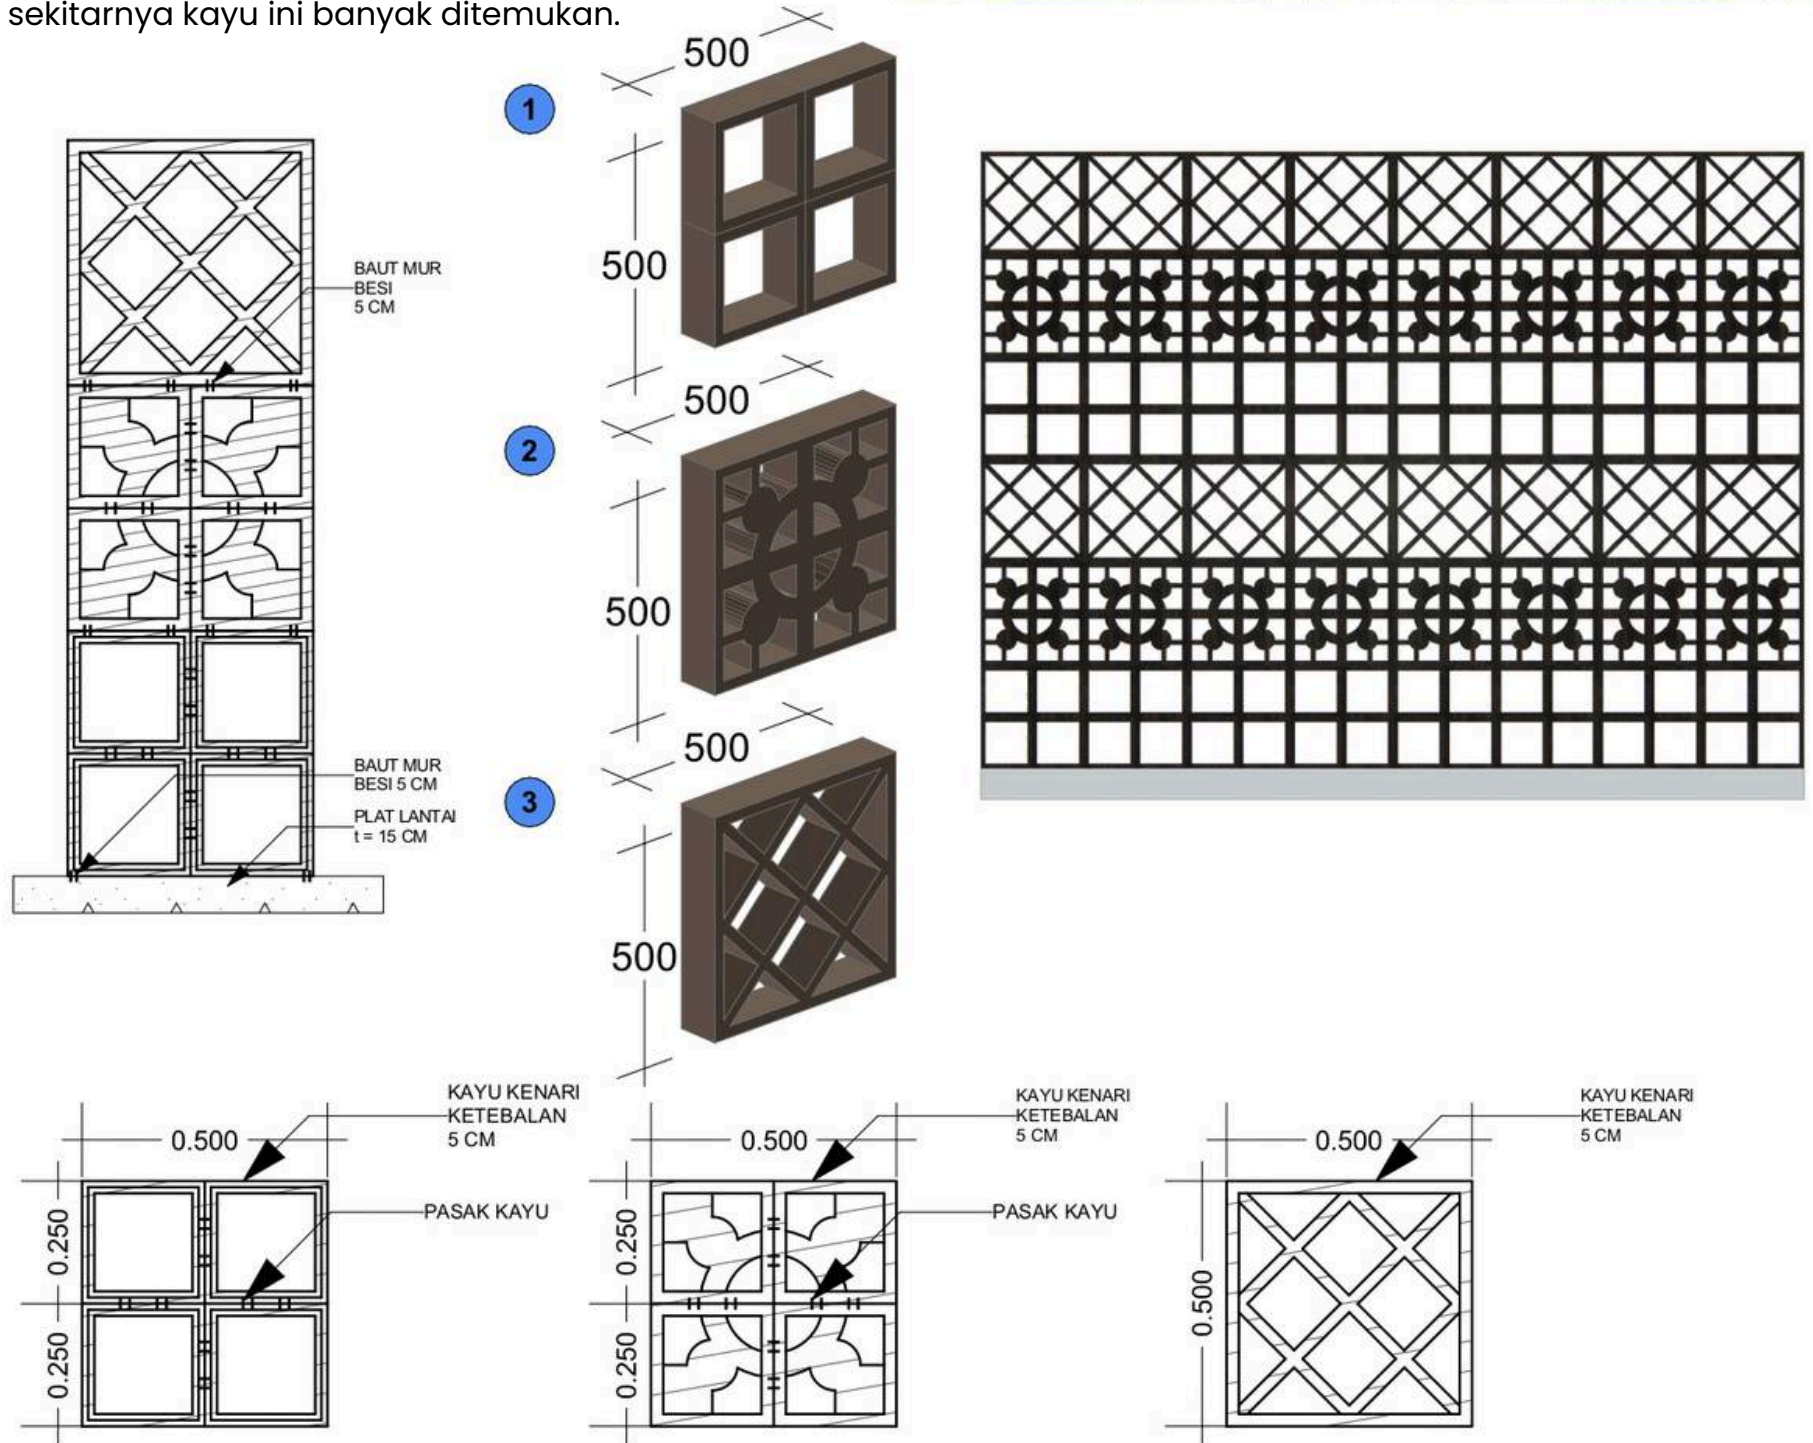 sekitarnya kayu ini banyak ditemukan.
1
500
500
BAUT MUR
BESI
5 CM
2
500
500
BAUT MUR
BESI 5 CM
PLAT LANTAI
t = 15 CM
3
500
500
KAYU KENARI
KETEBALAN
5 CM
0.500
PASAK KAYU
0.250
0.250
KAYU KENARI
KETEBALAN
5 CM
0.500
PASAK KAYU
0.250
0.250
KAYU KENARI
KETEBALAN
5 CM
0.500
0.500